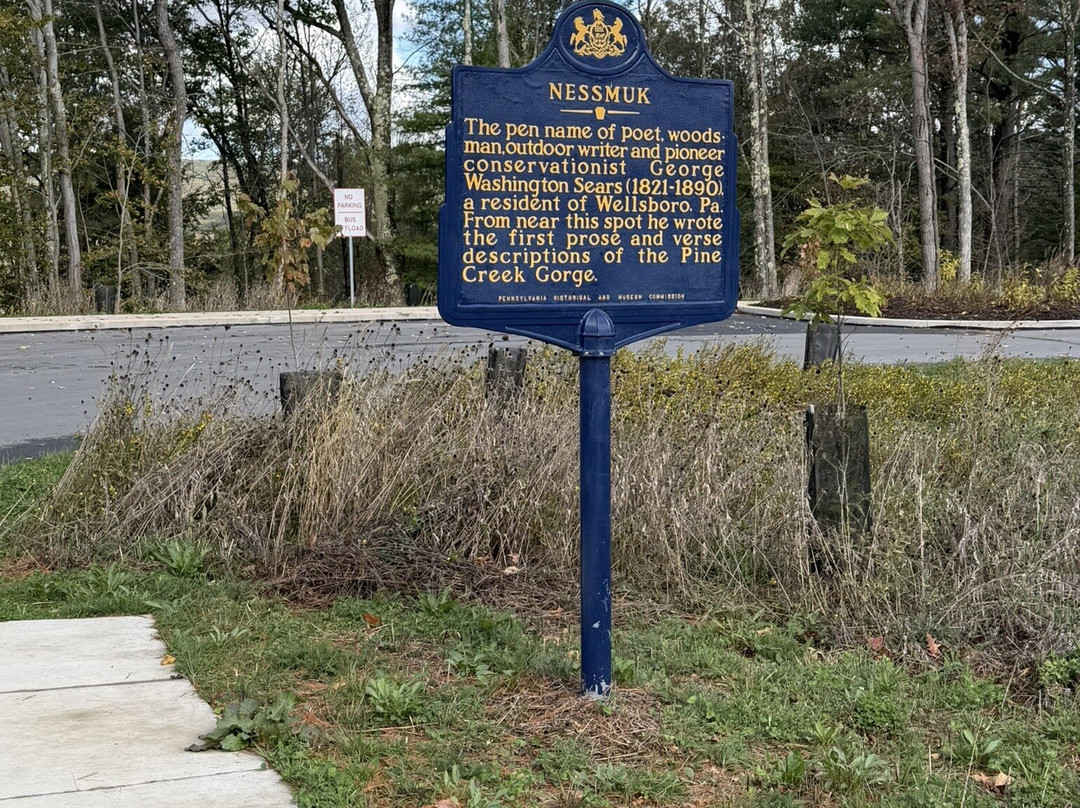 NESSMUK
The pen name of poet, woods-
man, outdoor writer and pioneer
conservationist George
Washington Sears (1821-1890),
a resident of Wellsboro, Pa.
From near this spot he wrote
the first prose and verse
descriptions of the Pine
Creek Gorge.
PENNSYLVANIA HISTORICAL AND MUSEUM COMMISSION
NO
PARKING
BUS
LOAD